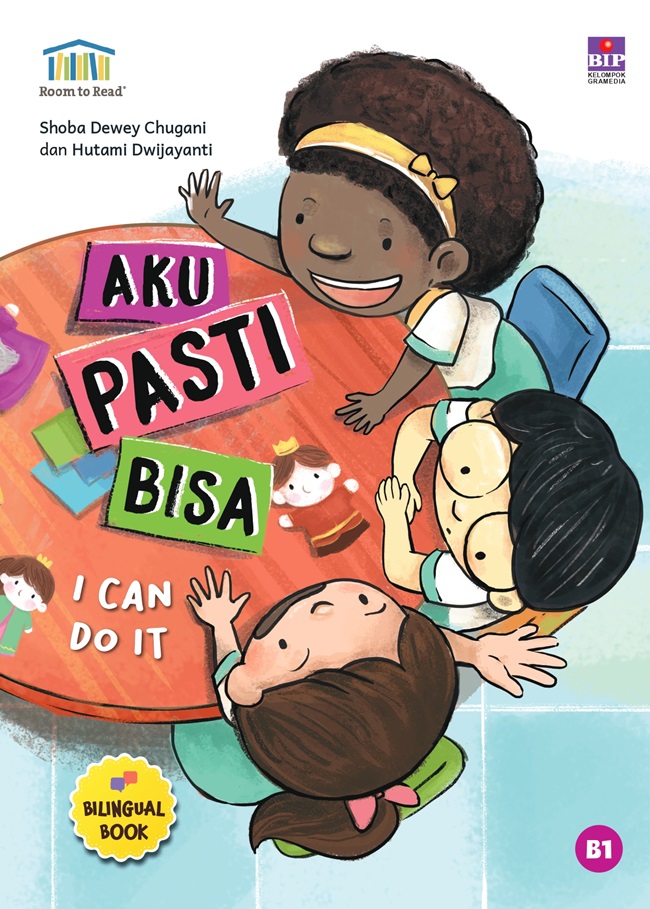 Room to Read®
BIP
KELOMPOK
GRAMEDIA
Shoba Dewey Chugani
dan Hutami Dwijayanti
AKU
PASTI
BISA
I CAN
DO IT
BILINGUAL
BOOK
B1